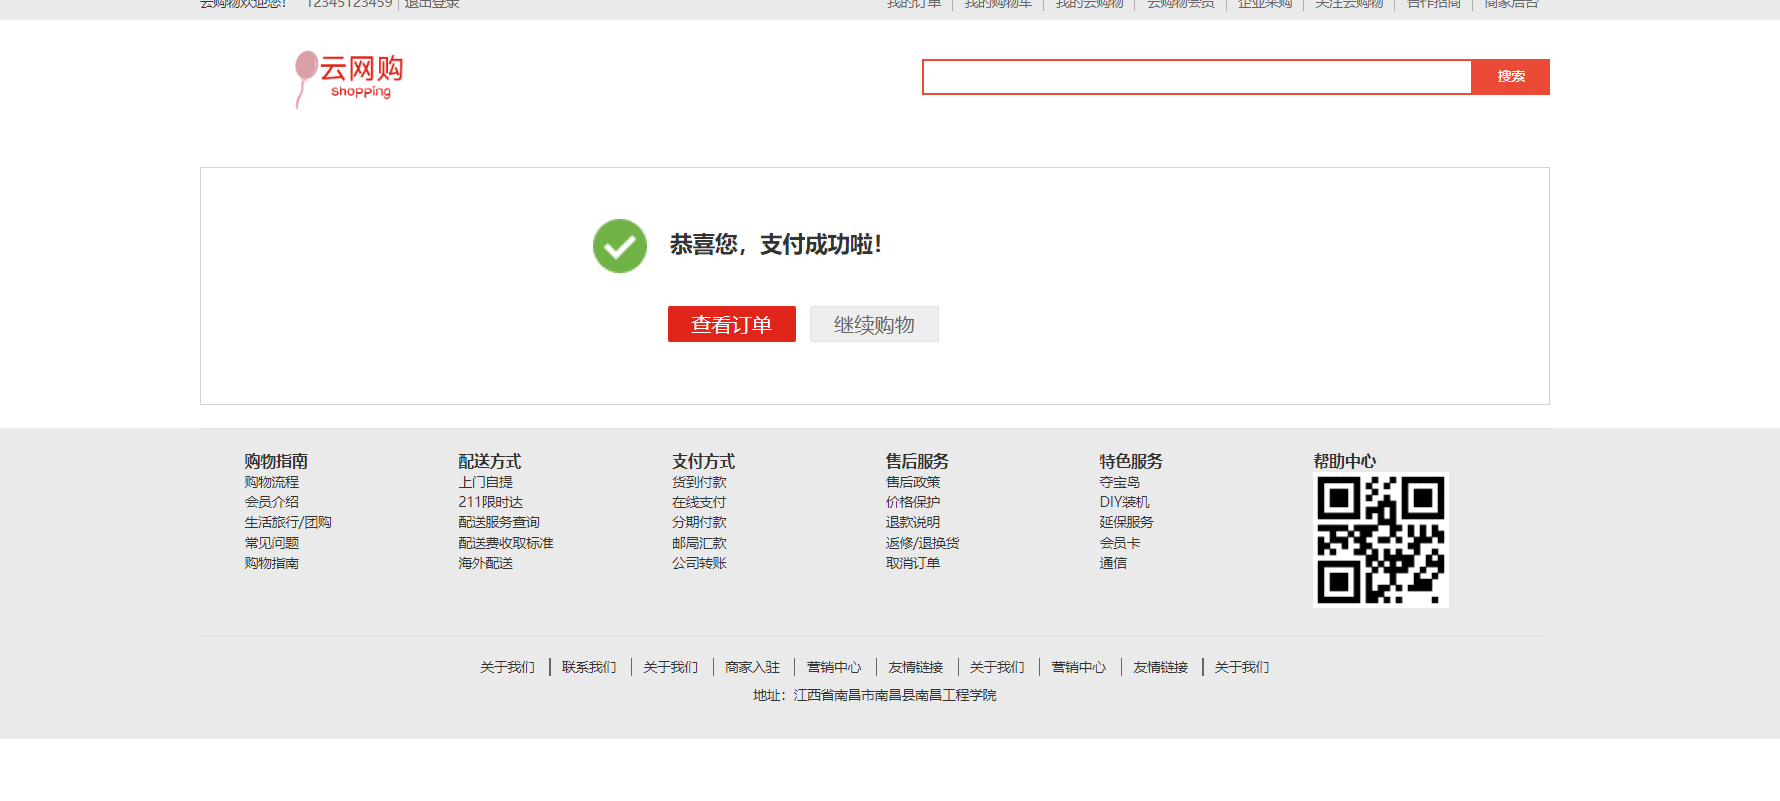 云购物欢迎您！ 12345123459 退出登录 我的订单 我的购物车 我的云购物 云购物会员 企业采购 关注云购物 合作招商 商家后台
云网购
shopping
搜索
恭喜您，支付成功啦！
查看订单 继续购物
购物指南 配送方式 支付方式 售后服务 特色服务 帮助中心
购物流程 上门自提 货到付款 售后政策 夺宝岛
会员介绍 211限时达 在线支付 价格保护 DIY装机
生活旅行/团购 配送服务查询 分期付款 退款说明 延保服务
常见问题 配送费收取标准 邮局汇款 返修/退换货 会员卡
购物指南 海外配送 公司转账 取消订单 通信
关于我们 联系我们 关于我们 商家入驻 营销中心 友情链接 关于我们 营销中心 友情链接 关于我们
地址：江西省南昌市南昌县南昌工程学院